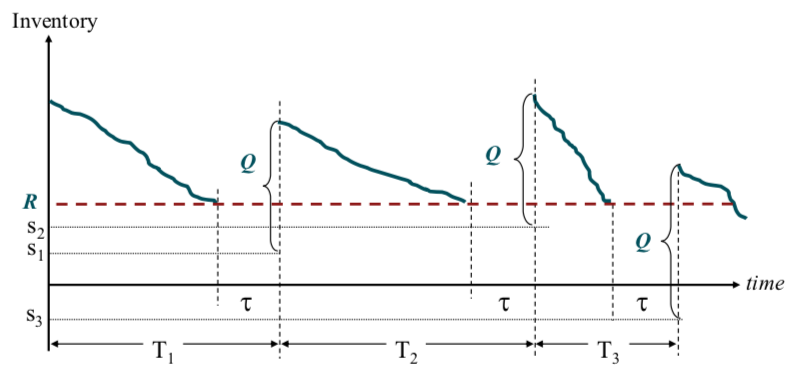 Inventory
Q
Q
R
s₂
Q
s₁
time
τ
τ
τ
s₃
T₁
T₂
T₃